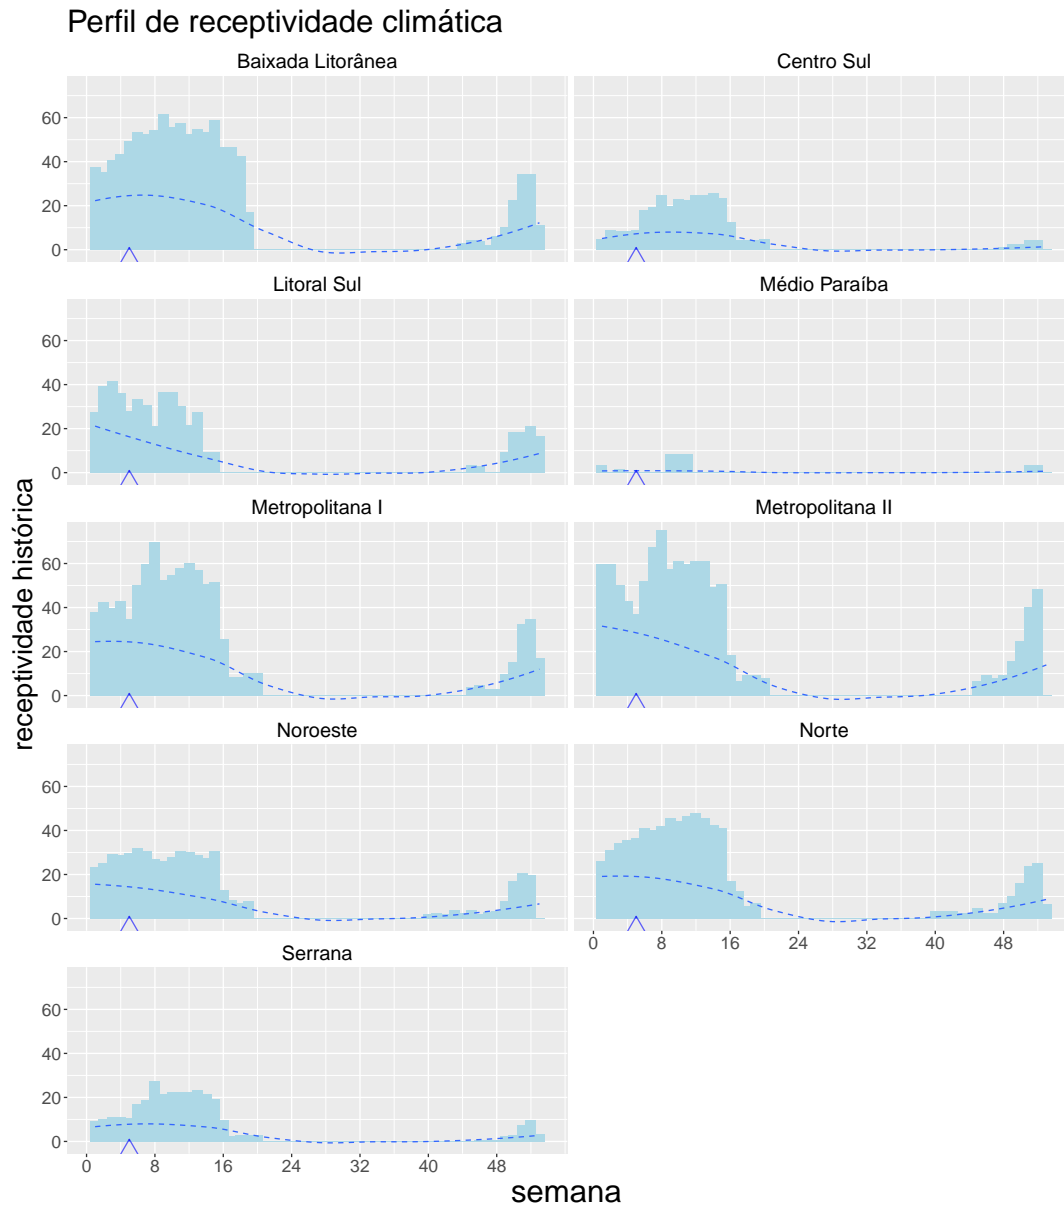 Perfil de receptividade climática
Baixada Litorânea
Centro Sul
60
40
20
0
Litoral Sul
Médio Paraíba
60
40
20
0
Metropolitana I
Metropolitana II
60
40
20
0
Noroeste
Norte
60
40
20
0
0 8 16 24 32 40 48
Serrana
60
40
20
0
0 8 16 24 32 40 48
semana
receptividade histórica